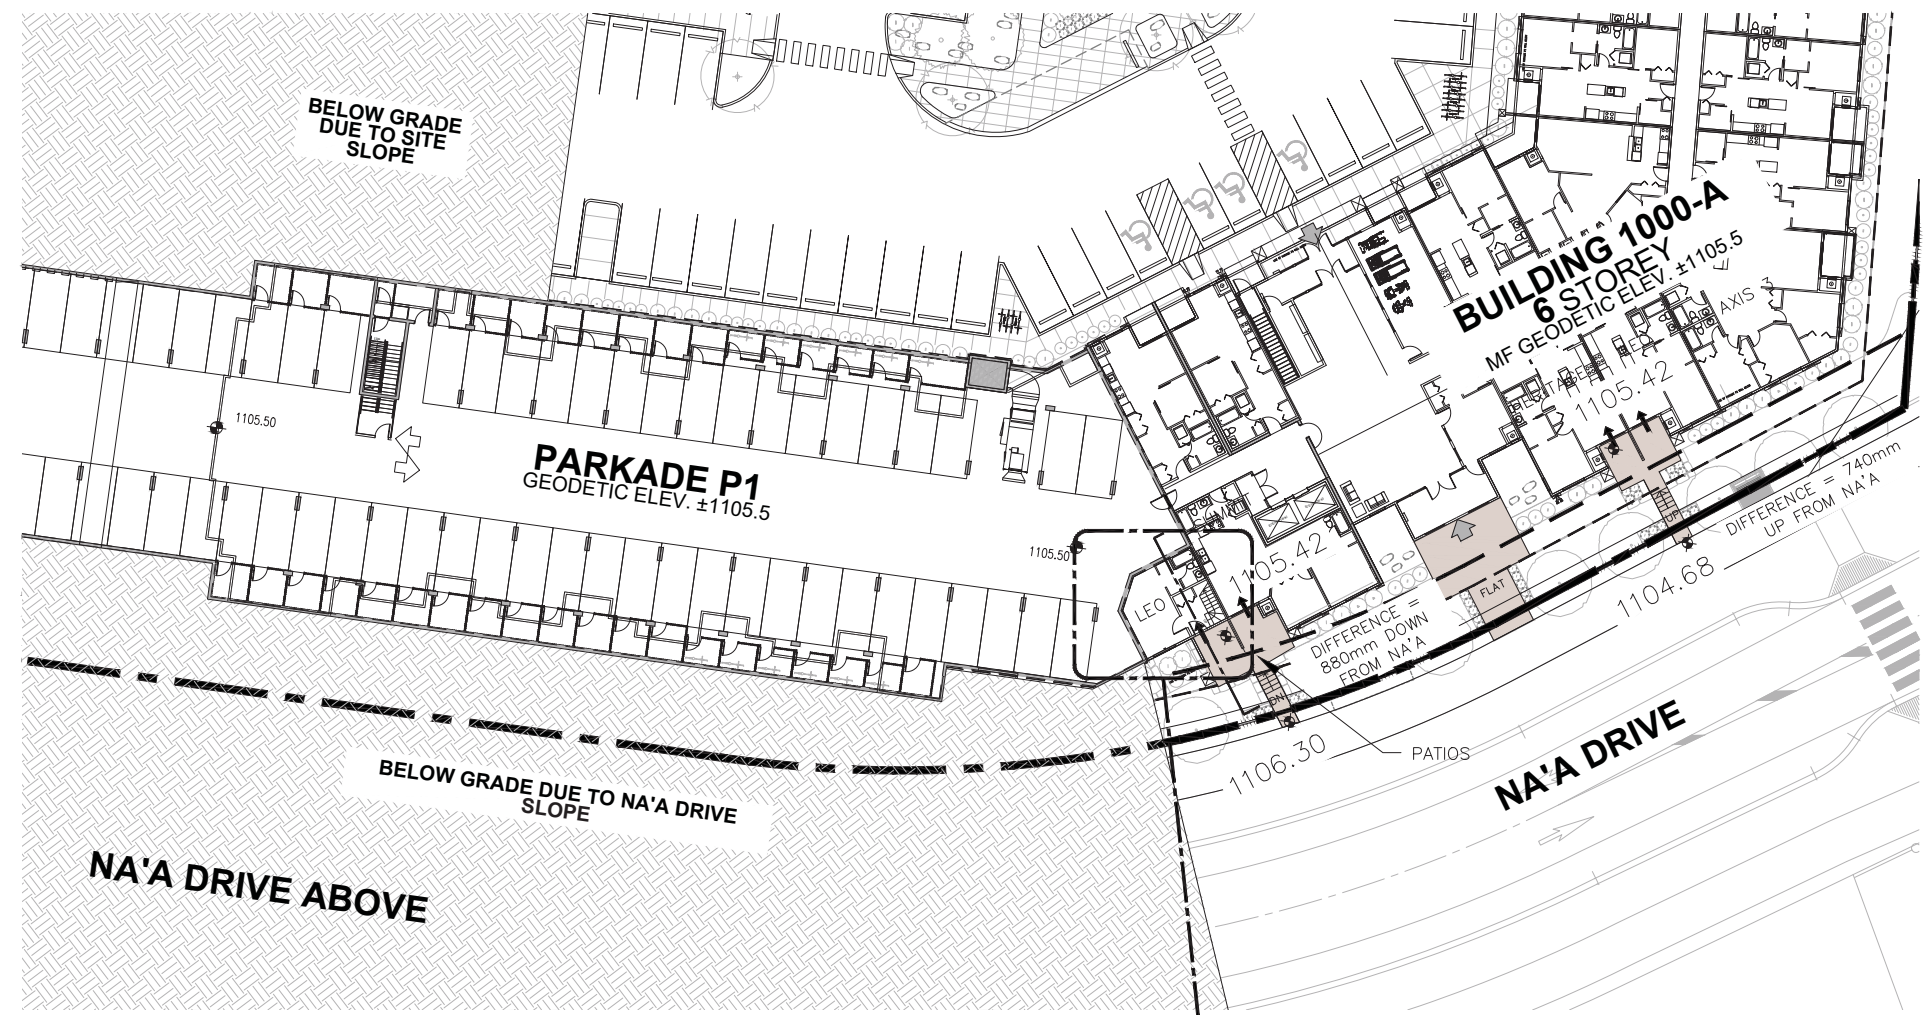 BELOW GRADE
DUE TO SITE
SLOPE
BUILDING 1000-A
6 STOREY
MF GEODETIC ELEV. ±1105.5
AXIS 3
1105.42
1105.50
PARKADE P1
GEODETIC ELEV. ±1105.5
1105.50
1105.42
LEO
UP
FLAT
DN
DIFFERENCE = 740mm
UP FROM NA'A
1104.68
DIFFERENCE =
880mm DOWN
FROM NA'A
1106.30
PATIOS
NA'A DRIVE
BELOW GRADE DUE TO NA'A DRIVE
SLOPE
NA'A DRIVE ABOVE